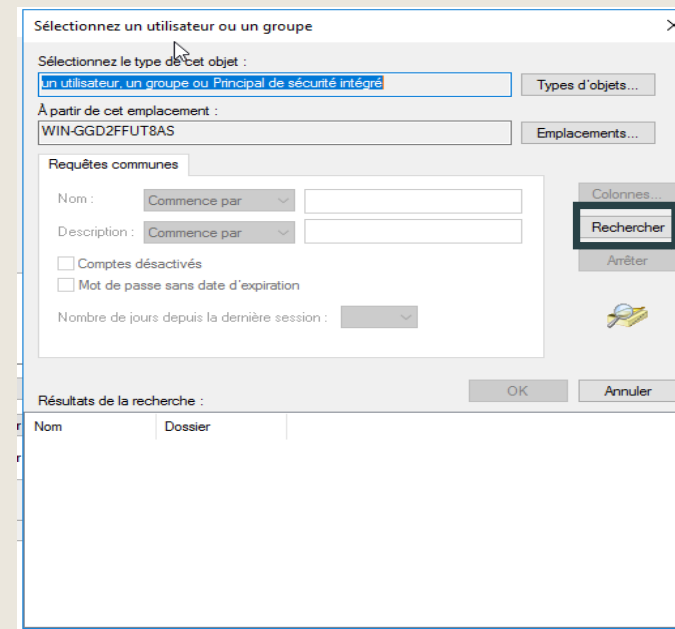 Sélectionnez un utilisateur ou un groupe
Sélectionnez le type de cet objet :
un utilisateur, un groupe ou Principal de sécurité intégré
Types d'objets...
À partir de cet emplacement :
WIN-GGD2FFUT8AS
Emplacements...
Requêtes communes
Nom :
Commence par
Colonnes...
Description :
Commence par
Rechercher
Comptes désactivés
Arrêter
Mot de passe sans date d'expiration
Nombre de jours depuis la dernière session :
OK
Annuler
Résultats de la recherche :
Nom
Dossier